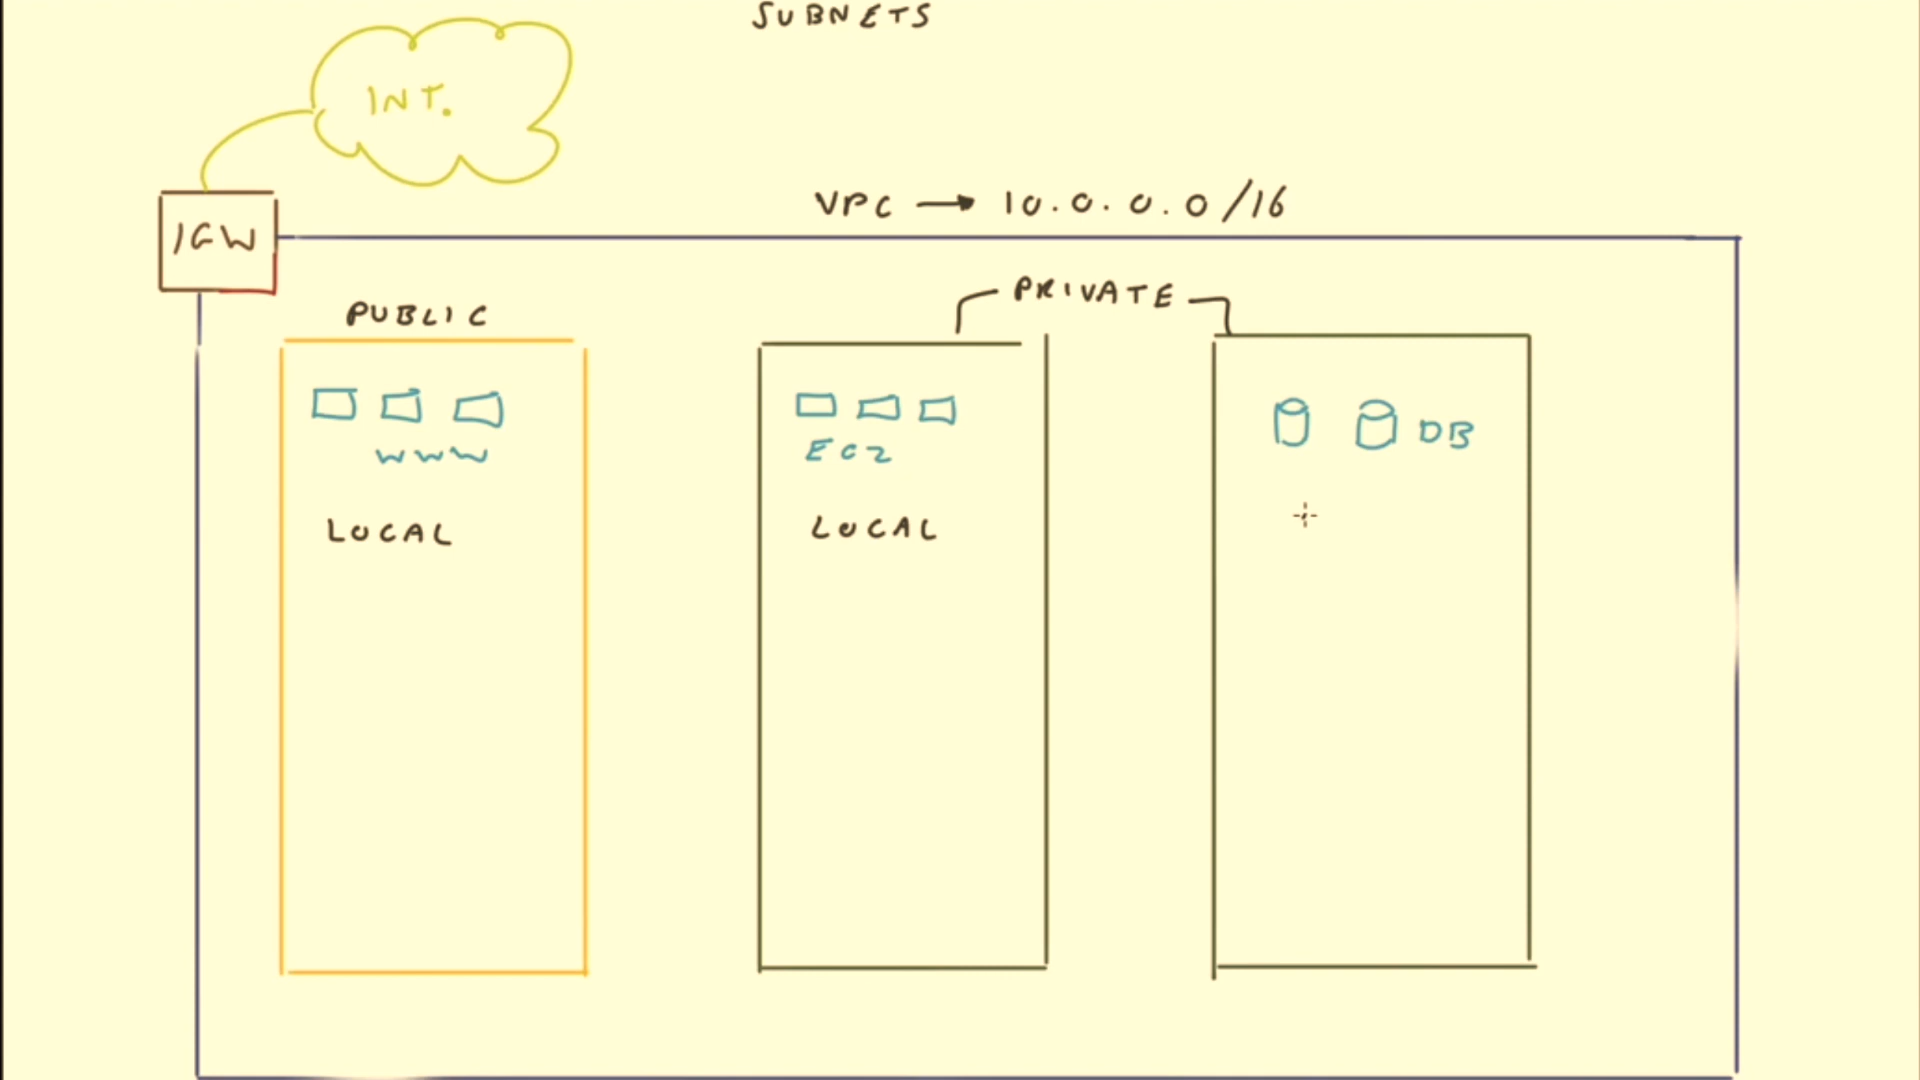 SUBNETS
INT.
VPC → 10.0.0.0/16
IGW
PRIVATE
PUBLIC
WWW
EC2
DB
LOCAL
LOCAL